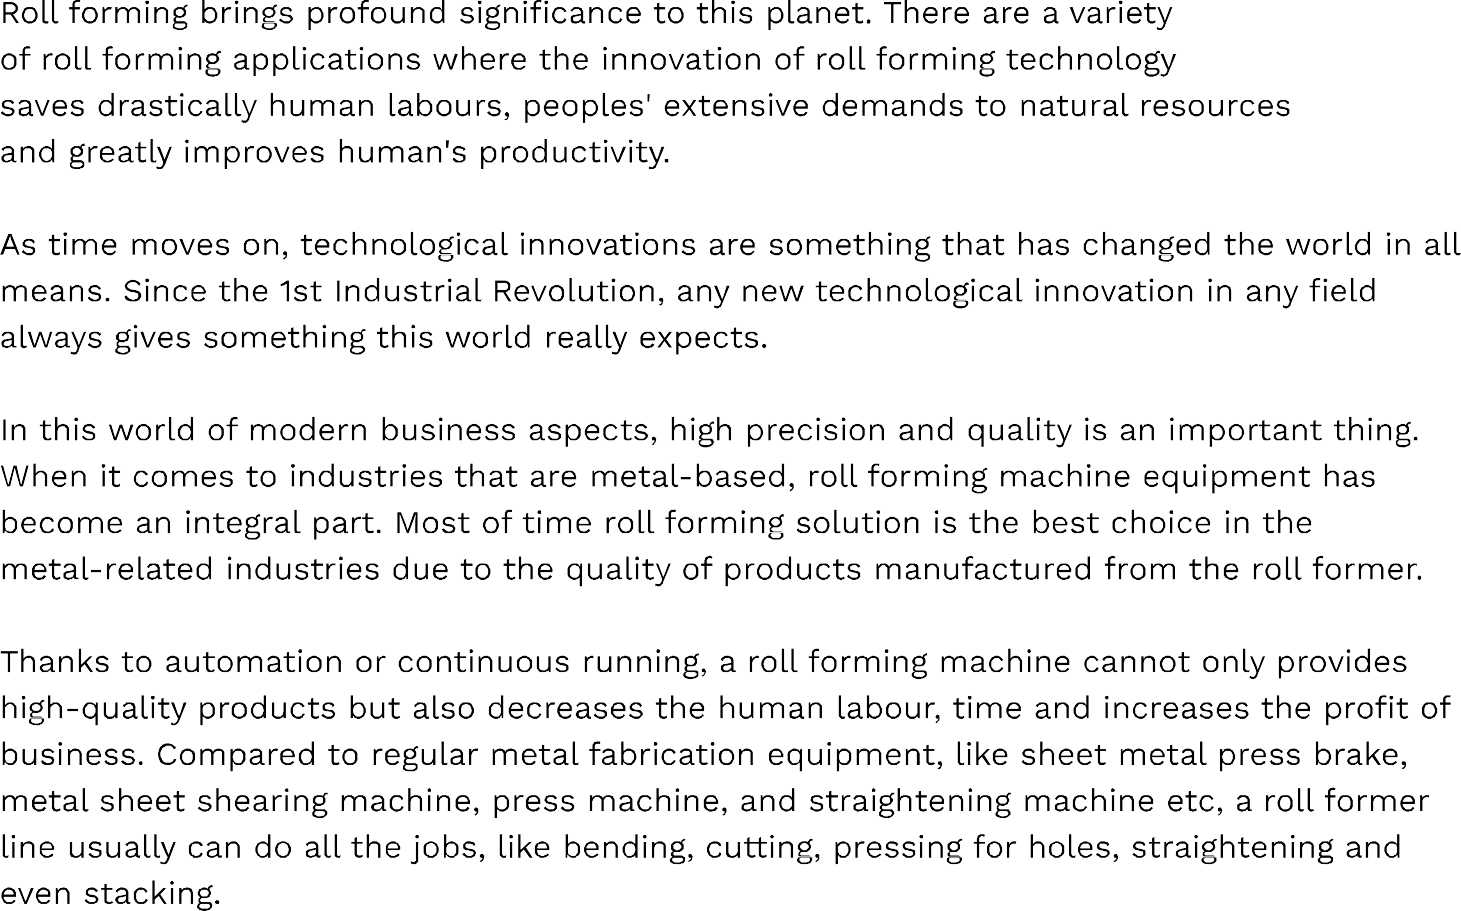 Roll forming brings profound significance to this planet. There are a variety
of roll forming applications where the innovation of roll forming technology
saves drastically human labours, peoples' extensive demands to natural resources
and greatly improves human's productivity.
As time moves on, technological innovations are something that has changed the world in all
means. Since the 1st Industrial Revolution, any new technological innovation in any field
always gives something this world really expects.
In this world of modern business aspects, high precision and quality is an important thing.
When it comes to industries that are metal-based, roll forming machine equipment has
become an integral part. Most of time roll forming solution is the best choice in the
metal-related industries due to the quality of products manufactured from the roll former.
Thanks to automation or continuous running, a roll forming machine cannot only provides
high-quality products but also decreases the human labour, time and increases the profit of
business. Compared to regular metal fabrication equipment, like sheet metal press brake,
metal sheet shearing machine, press machine, and straightening machine etc, a roll former
line usually can do all the jobs, like bending, cutting, pressing for holes, straightening and
even stacking.